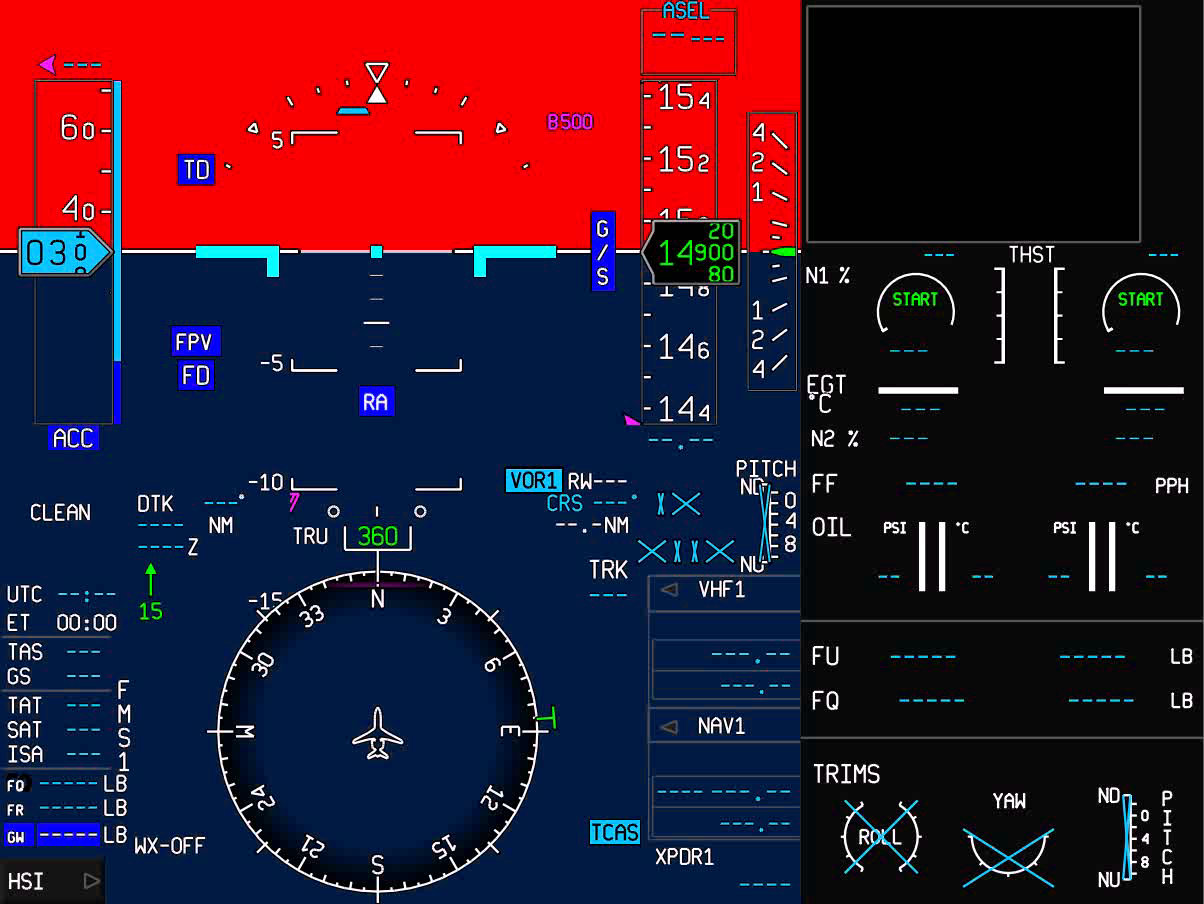 ASEL
-- ---
---
154
60
B500
4
5
2
152
TD
1
40
G
/
S
20
030
14900
80
--- THST ---
N1 %
START START
148
1
FPV
146
2
-5
--- ---
4
FD
EGT
°C
RA
144
--- ---
ACC
--.--
N2 % --- ---
PITCH
-10
VOR1 RW---
ND
FF ---- ---- PPH
DTK ---°
CRS ---°
0
CLEAN
----
NM
--.-NM
4
OIL PSI °C PSI °C
TRU 360
8
---- Z
NU
TRK
---
-- -- -- --
UTC --:--
15
-15
VHF1
ET 00:00
N
33
3
TAS ---
---.--
FU ----- ----- LB
GS ---
30
6
---.--
F
M
S
1
FQ ----- ----- LB
TAT ---
SAT ---
W
E
NAV1
ISA ---
FQ ----- LB
24
12
----- ---.--
TRIMS
FR ----- LB
---.--
YAW
ND
0
4
8
NU
PITCH
GW ----- LB
TCAS
ROLL
WX-OFF
21
15
S
XPDR1
HSI
----